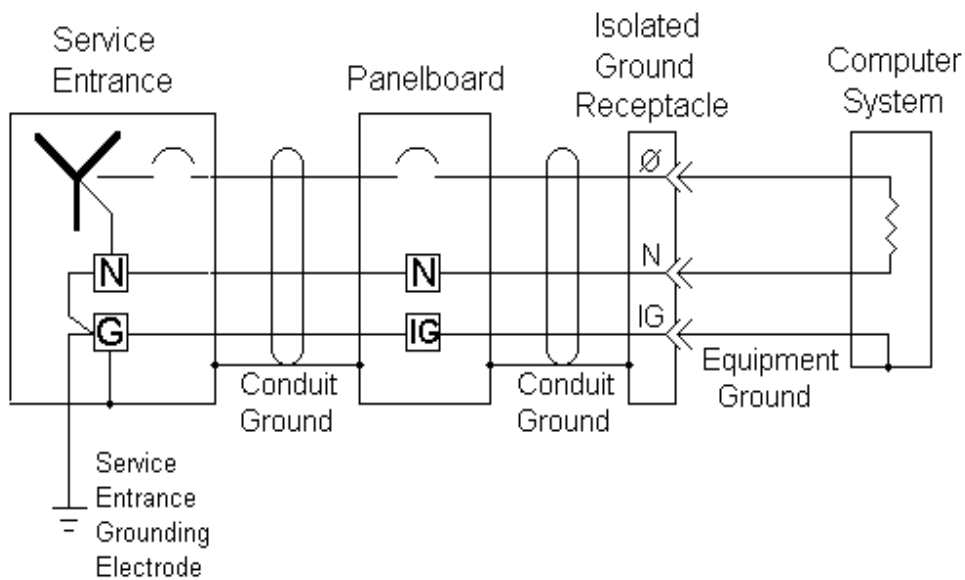 Service
Entrance
Panelboard
Isolated
Ground
Receptacle
Computer
System
Ø
N
N
N
G
IG
IG
Conduit
Ground
Conduit
Ground
Equipment
Ground
Service
Entrance
Grounding
Electrode